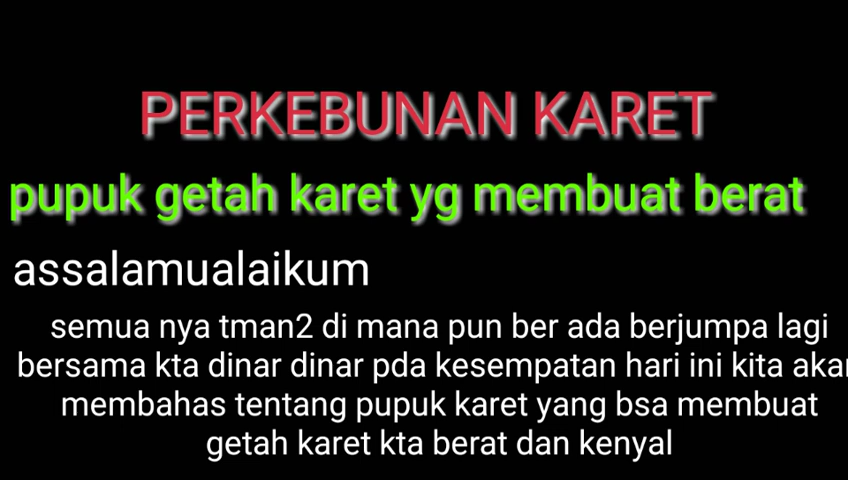 PERKEBUNAN KARET
pupuk getah karet yg membuat berat
assalamualaikum
semua nya tman2 di mana pun ber ada berjumpa lagi
bersama kta dinar dinar pda kesempatan hari ini kita akan
membahas tentang pupuk karet yang bsa membuat
getah karet kta berat dan kenyal